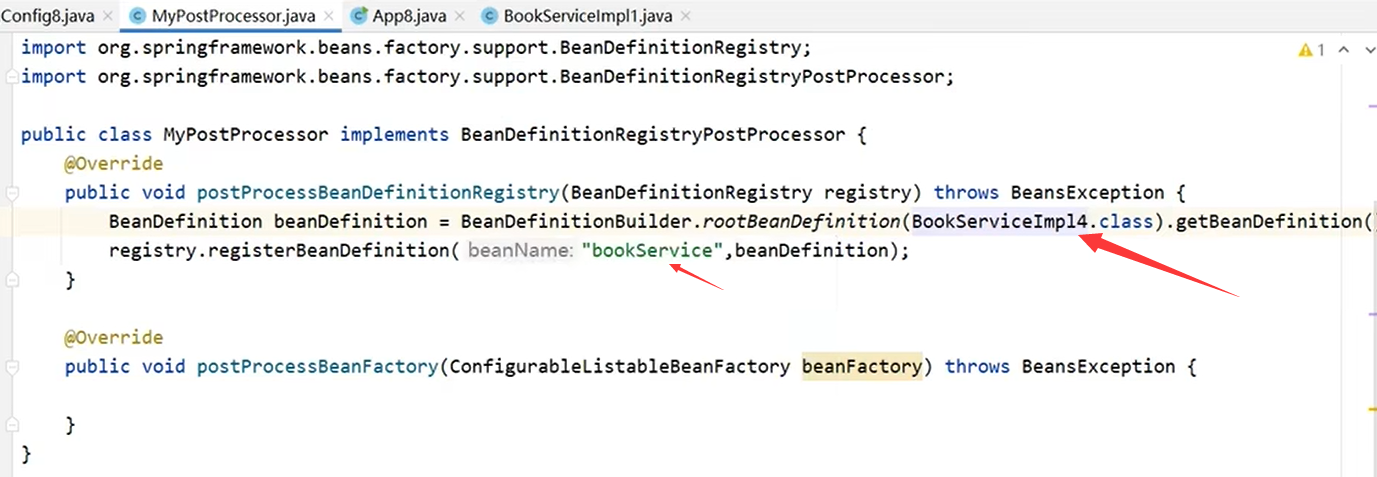 Config8.java MyPostProcessor.java App8.java BookServiceImpl1.java
import org.springframework.beans.factory.support.BeanDefinitionRegistry;
1
import org.springframework.beans.factory.support.BeanDefinitionRegistryPostProcessor;
public class MyPostProcessor implements BeanDefinitionRegistryPostProcessor {
@Override
public void postProcessBeanDefinitionRegistry(BeanDefinitionRegistry registry) throws BeansException {
BeanDefinition beanDefinition = BeanDefinitionBuilder.rootBeanDefinition(BookServiceImpl4.class).getBeanDefinition()
registry.registerBeanDefinition( beanName: "bookService",beanDefinition);
}
@Override
public void postProcessBeanFactory(ConfigurableListableBeanFactory beanFactory) throws BeansException {
}
}